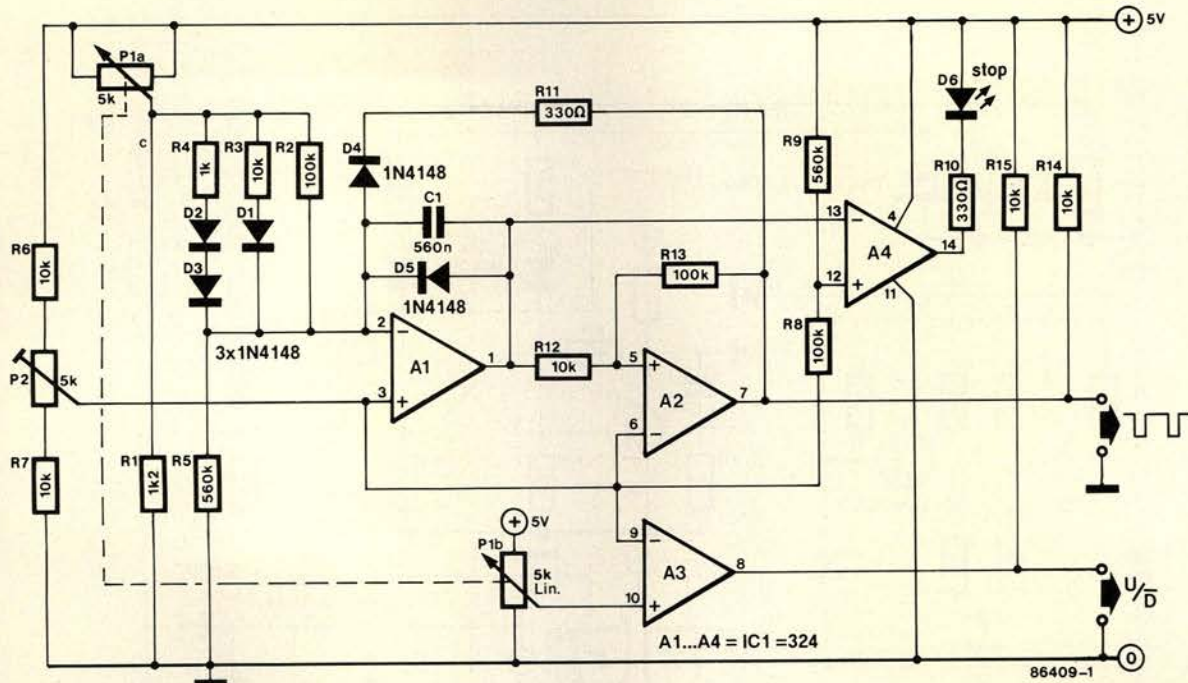 + 5V
P1a
5k
c
R4
1k
R3
10k
R2
100k
D2
D1
D3
3x1N4148
R6
10k
P2
5k
R7
10k
R1
1k2
R5
560k
R11
330Ω
D4
1N4148
C1
560n
D5
1N4148
2
−
A1
1
3
+
R12
10k
R13
100k
5
+
A2
7
6
−
R9
560k
R8
100k
13
−
4
A4
14
12
+
11
D6
stop
R10
330Ω
R15
10k
R14
10k
+ 5V
P1b
5k
Lin.
9
−
A3
8
10
+
U/D̅
A1...A4 = IC1 = 324
0
86409-1